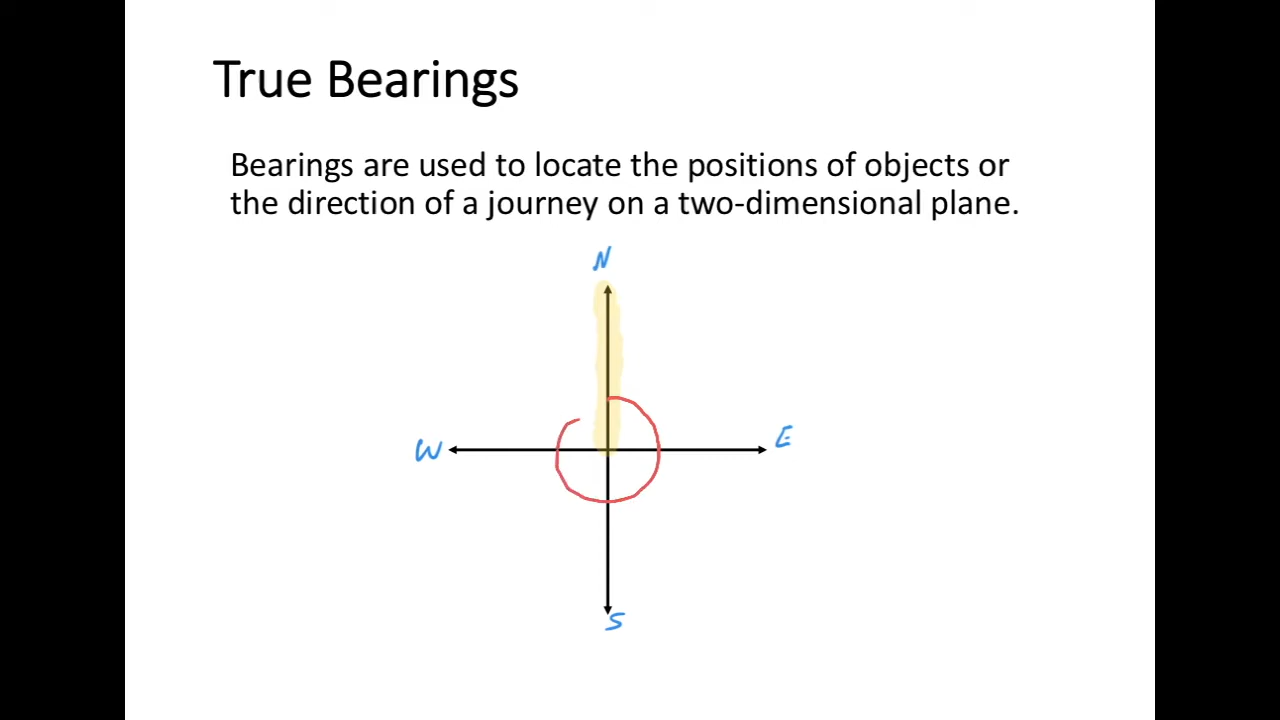 True Bearings
Bearings are used to locate the positions of objects or
the direction of a journey on a two-dimensional plane.
N
W
E
S